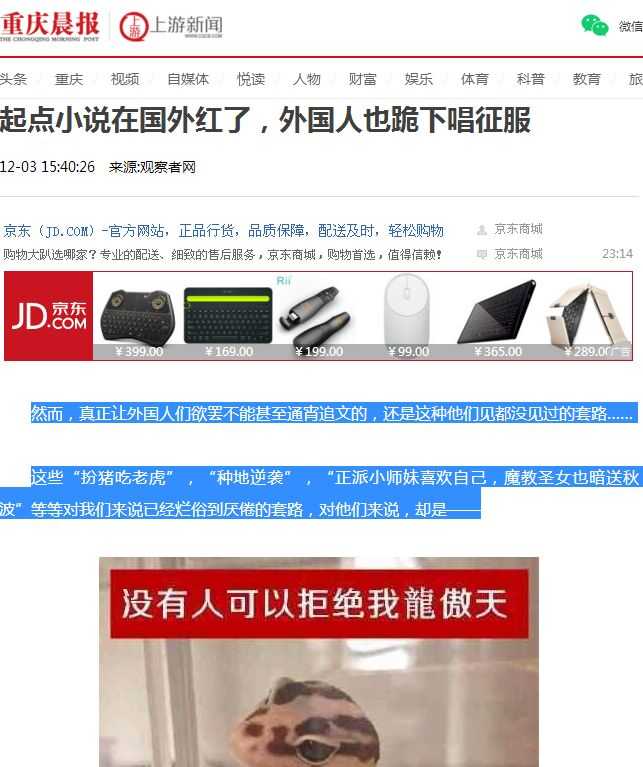 重庆晨报 上游 上游新闻 微信
THE CHONGQING MORNING POST WWW.CQCB.COM
头条 重庆 视频 自媒体 悦读 人物 财富 娱乐 体育 科普 教育 旅
起点小说在国外红了，外国人也跪下唱征服
12-03 15:40:26 来源:观察者网
京东（JD.COM）-官方网站，正品行货，品质保障，配送及时，轻松购物 京东商城
购物大趴选哪家？专业的配送、细致的售后服务，京东商城，购物首选，值得信赖！ 京东商城 23:14
JD 京东 .COM
Rii
￥399.00 ￥169.00 ￥199.00 ￥99.00 ￥365.00 ￥289.00 广告
然而，真正让外国人们欲罢不能甚至通宵追文的，还是这种他们见都没见过的套路……
这些“扮猪吃老虎”，“种地逆袭”，“正派小师妹喜欢自己，魔教圣女也暗送秋
波”等等对我们来说已经烂俗到厌倦的套路，对他们来说，却是——
没有人可以拒绝我龍傲天